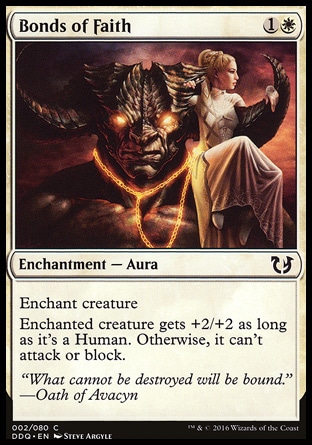 Bonds of Faith 1
Enchantment — Aura
Enchant creature
Enchanted creature gets +2/+2 as long
as it's a Human. Otherwise, it can't
attack or block.
"What cannot be destroyed will be bound."
—Oath of Avacyn
002/080 C
DDQ • EN Steve Argyle
™ & © 2016 Wizards of the Coast